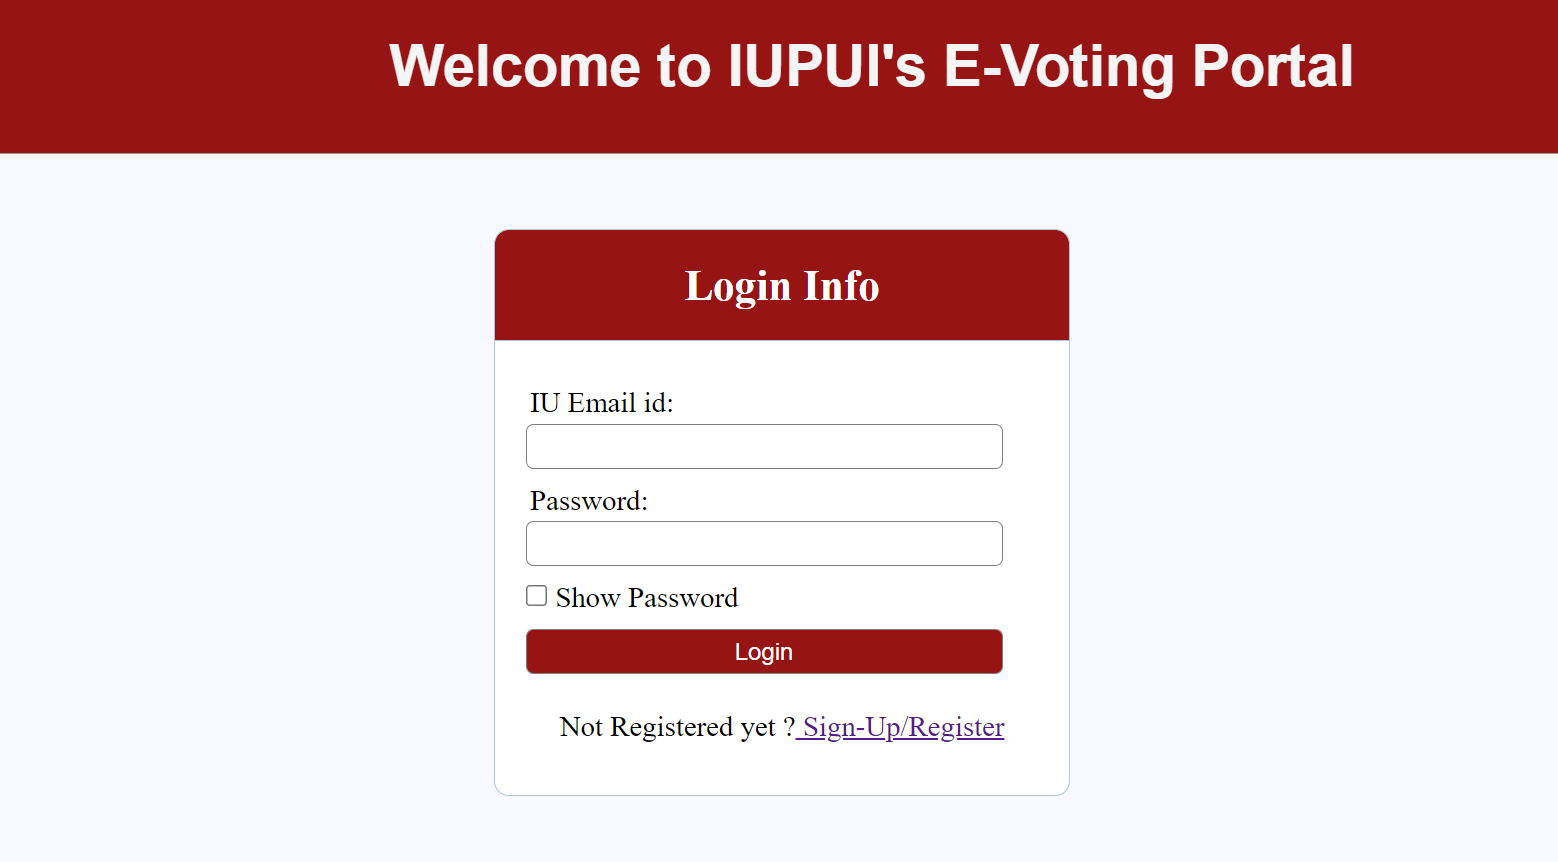 Welcome to IUPUI's E-Voting Portal
Login Info
IU Email id:
Password:
Show Password
Login
Not Registered yet ? Sign-Up/Register